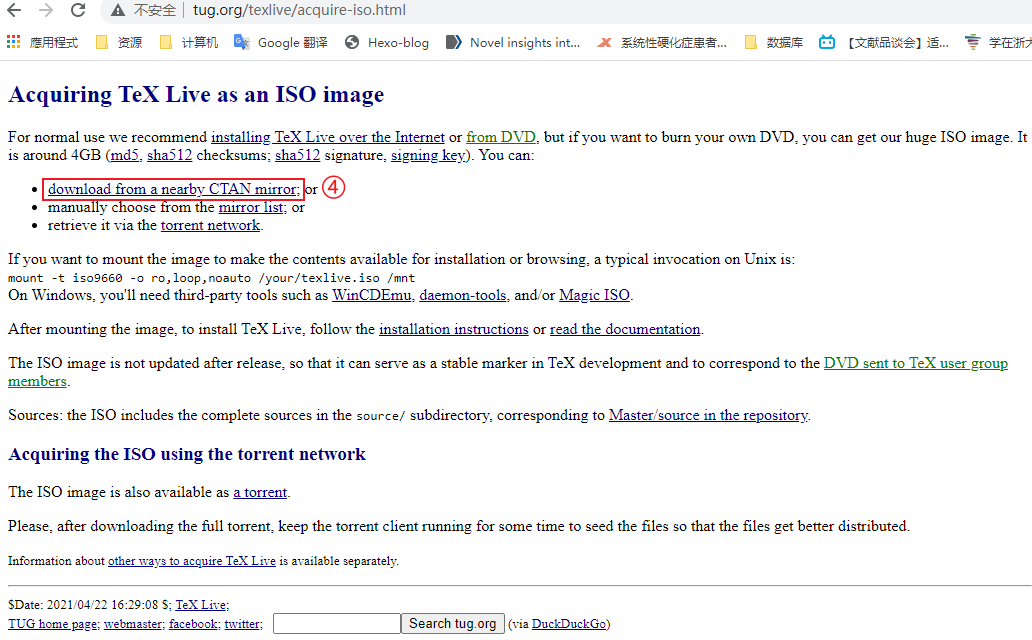 不安全 tug.org/texlive/acquire-iso.html
應用程式 资源 计算机 Google 翻译 Hexo-blog Novel insights int... 系统性硬化症患者... 数据库 【文献品谈会】适... 学在浙大
Acquiring TeX Live as an ISO image
For normal use we recommend installing TeX Live over the Internet or from DVD, but if you want to burn your own DVD, you can get our huge ISO image. It
is around 4GB (md5, sha512 checksums; sha512 signature, signing key). You can:
• download from a nearby CTAN mirror; or ④
• manually choose from the mirror list; or
• retrieve it via the torrent network.
If you want to mount the image to make the contents available for installation or browsing, a typical invocation on Unix is:
mount -t iso9660 -o ro,loop,noauto /your/texlive.iso /mnt
On Windows, you'll need third-party tools such as WinCDEmu, daemon-tools, and/or Magic ISO.
After mounting the image, to install TeX Live, follow the installation instructions or read the documentation.
The ISO image is not updated after release, so that it can serve as a stable marker in TeX development and to correspond to the DVD sent to TeX user group
members.
Sources: the ISO includes the complete sources in the source/ subdirectory, corresponding to Master/source in the repository.
Acquiring the ISO using the torrent network
The ISO image is also available as a torrent.
Please, after downloading the full torrent, keep the torrent client running for some time to seed the files so that the files get better distributed.
Information about other ways to acquire TeX Live is available separately.
$Date: 2021/04/22 16:29:08 $; TeX Live;
TUG home page; webmaster; facebook; twitter; Search tug.org (via DuckDuckGo)